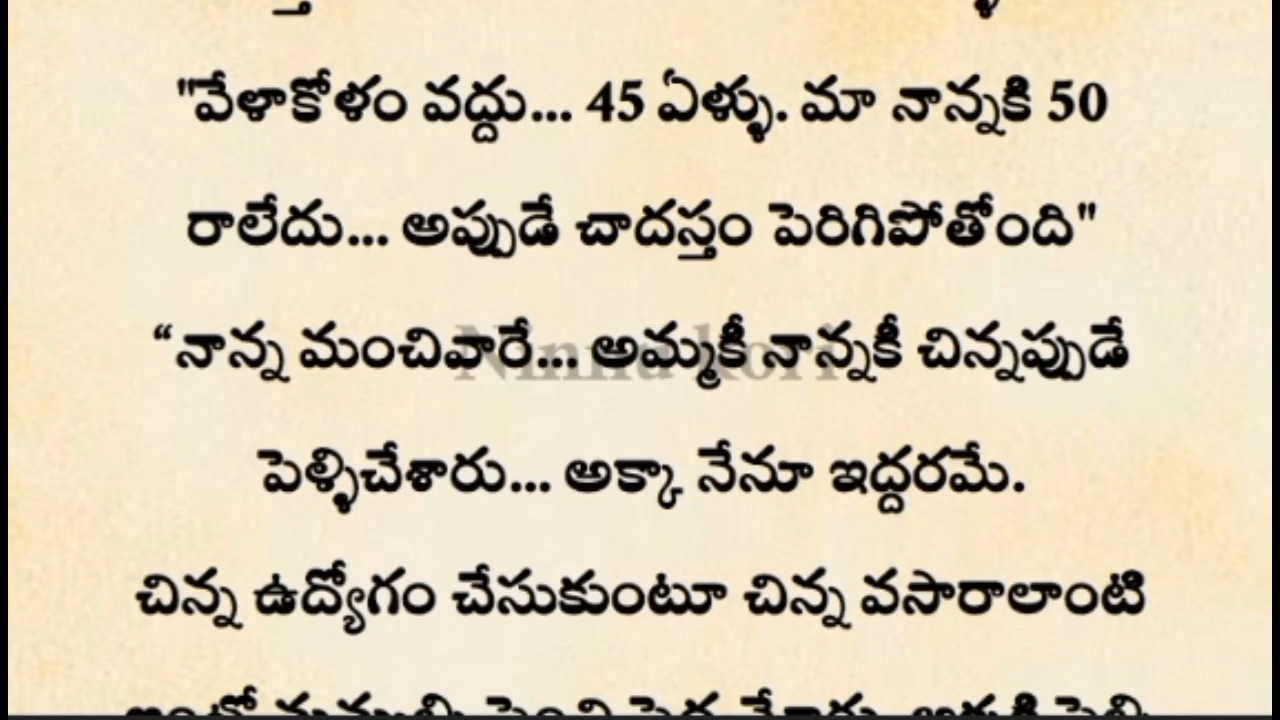 "వేళాకోళం వద్దు... 45 ఏళ్ళు. మా నాన్నకి 50
రాలేదు... అప్పుడే చాదస్తం పెరిగిపోతోంది"
“నాన్న మంచివారే... అమ్మకీ నాన్నకీ చిన్నప్పుడే
పెళ్ళిచేశారు... అక్కా నేనూ ఇద్దరమే.
చిన్న ఉద్యోగం చేసుకుంటూ చిన్న వసారాలాంటి